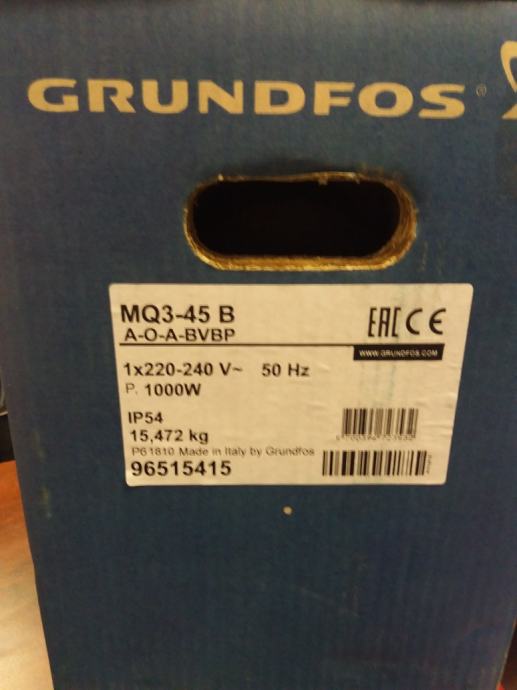 GRUNDFOS®
MQ3-45 B
A-O-A-BVBP
EAC CE
WWW.GRUNDFOS.COM
1x220-240 V~ 50 Hz
P. 1000W
IP54
15,472 kg
P61810 Made in Italy by Grundfos
96515415